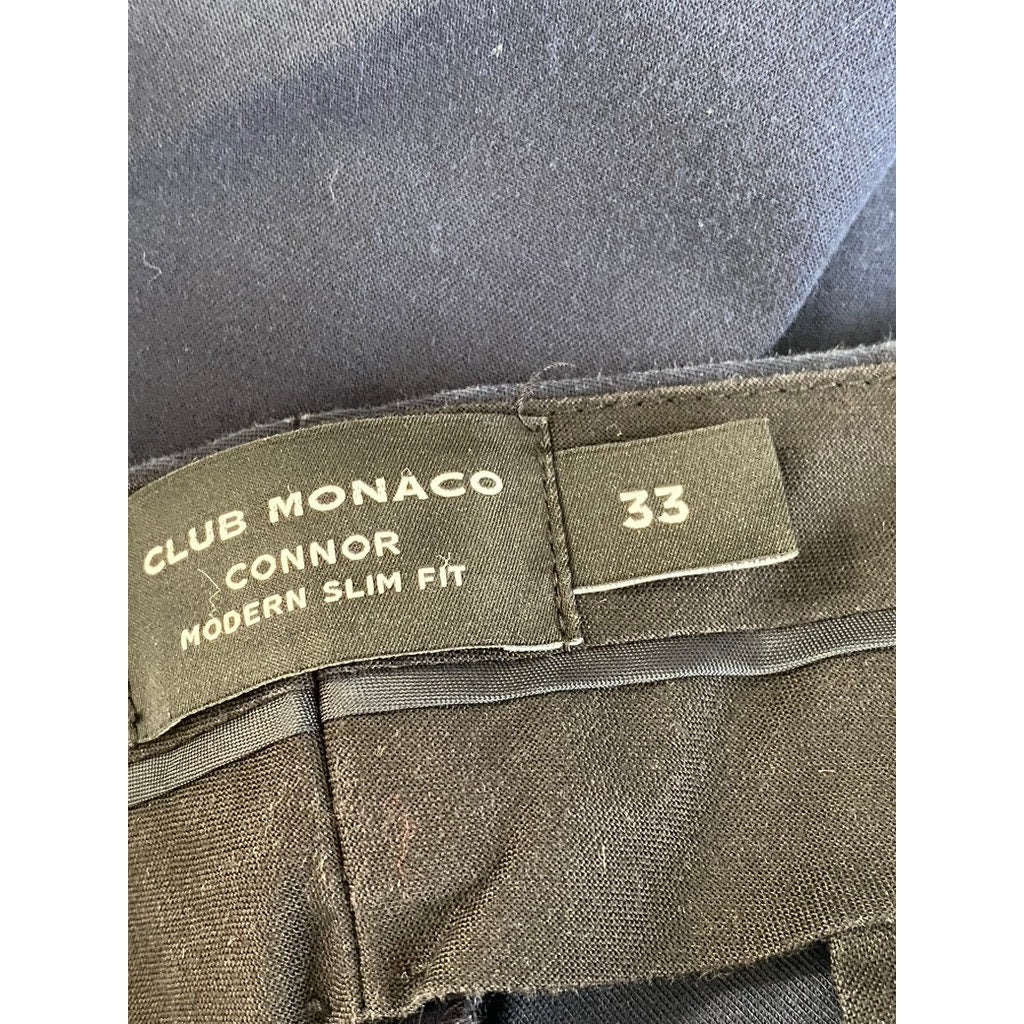 CLUB MONACO
CONNOR
MODERN SLIM FIT
33